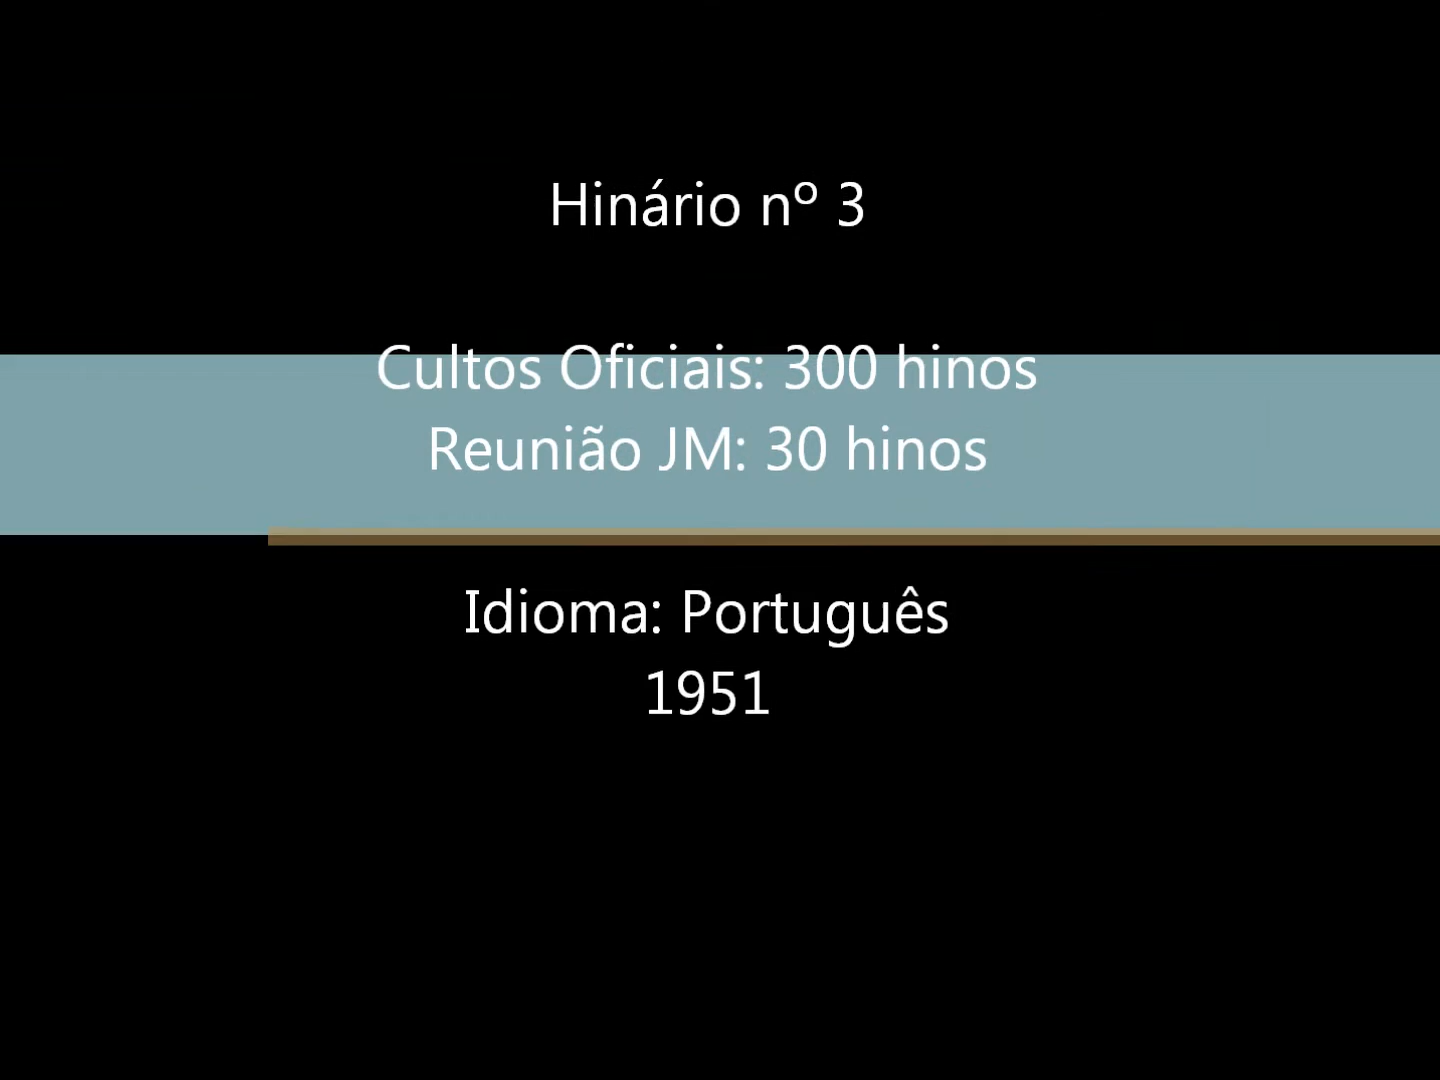 Hinário nº 3
Cultos Oficiais: 300 hinos
Reunião JM: 30 hinos
Idioma: Português
1951